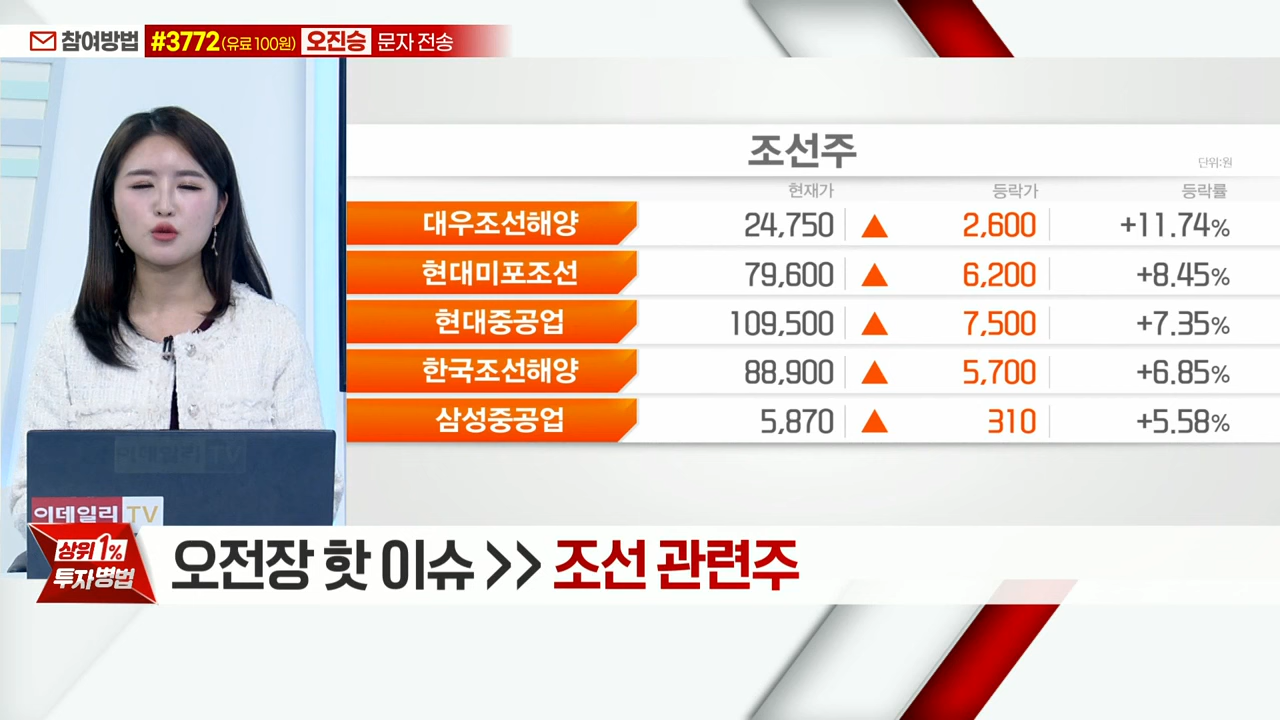 참여방법 #3772(유료 100원) 오진승 문자 전송
조선주
단위:원
현재가 등락가 등락률
대우조선해양 24,750 ▲ 2,600 +11.74%
현대미포조선 79,600 ▲ 6,200 +8.45%
현대중공업 109,500 ▲ 7,500 +7.35%
한국조선해양 88,900 ▲ 5,700 +6.85%
삼성중공업 5,870 ▲ 310 +5.58%
이데일리 TV
상위 1%
투자병법
오전장 핫 이슈 >> 조선 관련주